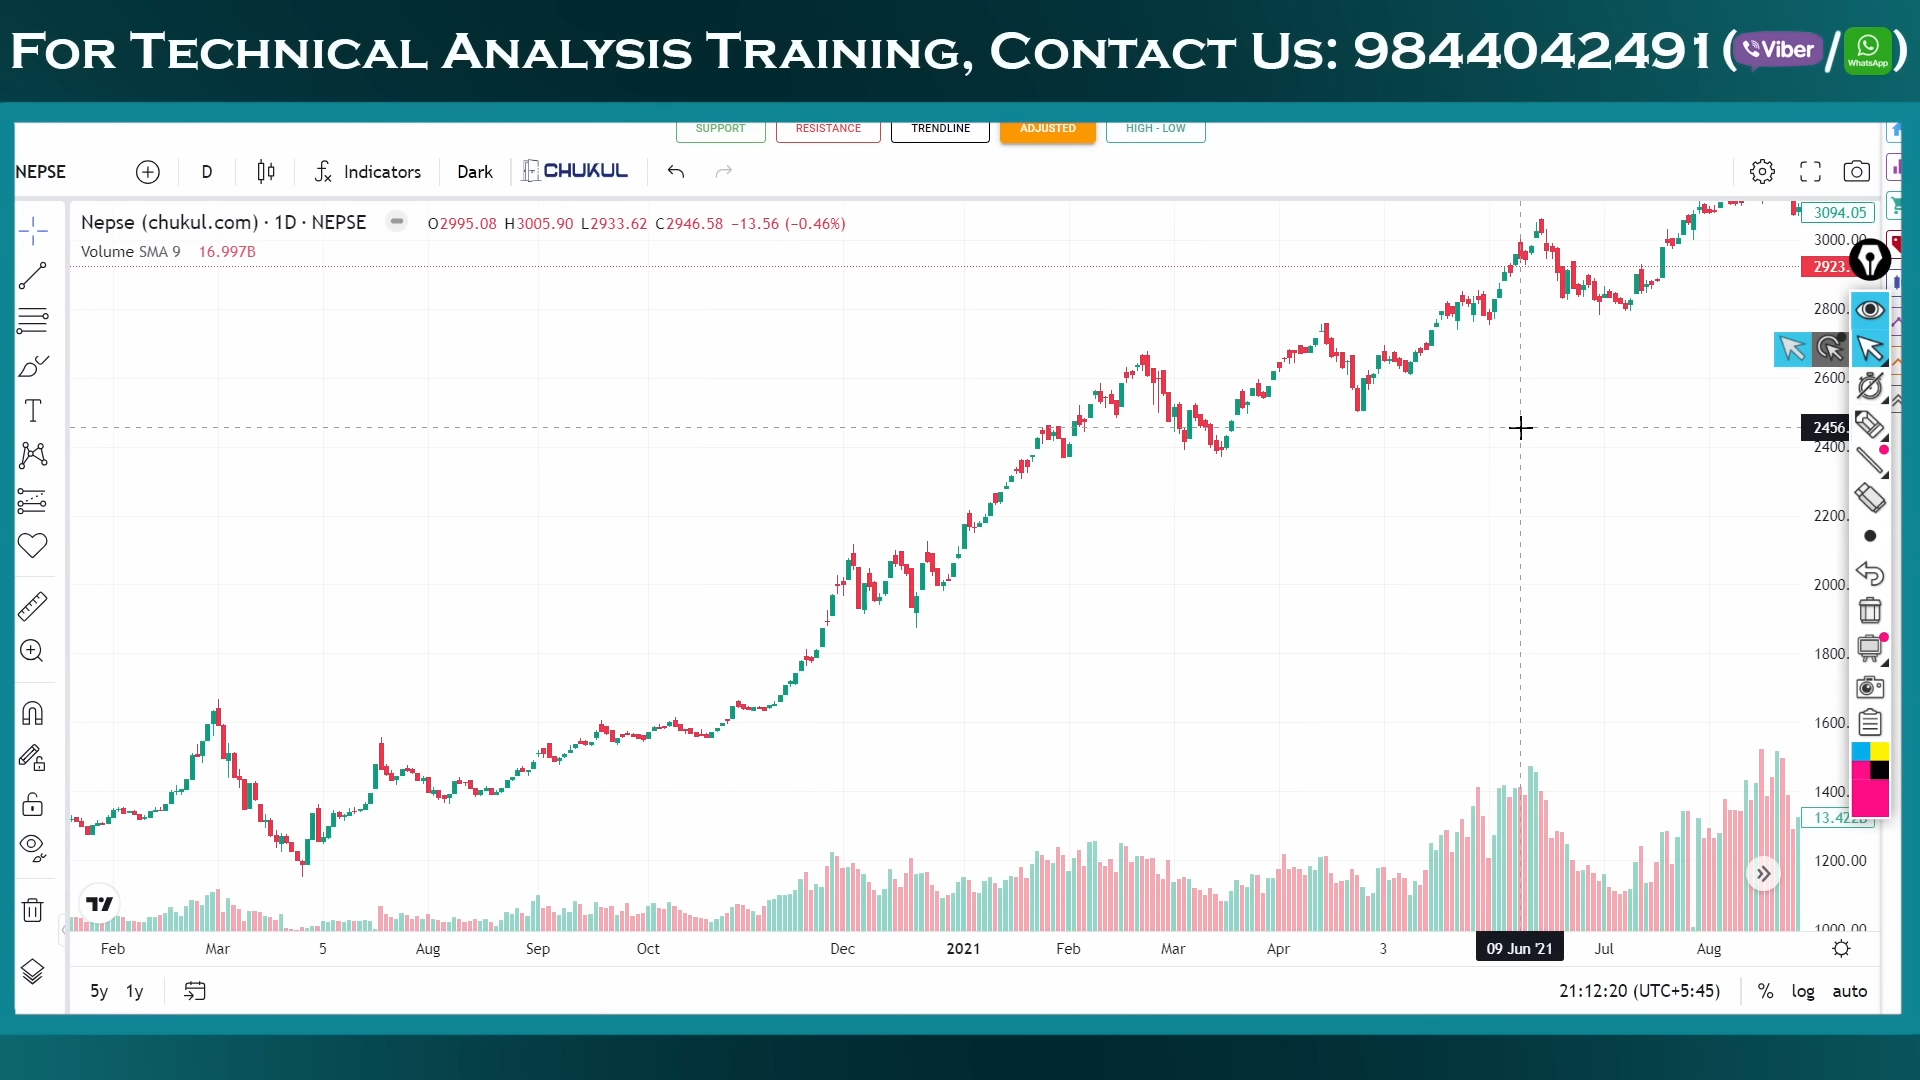 For Technical Analysis Training, Contact Us: 9844042491 (Viber / WhatsApp)
SUPPORT RESISTANCE TRENDLINE ADJUSTED HIGH - LOW
NEPSE D Indicators Dark CHUKUL
Nepse (chukul.com) · 1D · NEPSE O2995.08 H3005.90 L2933.62 C2946.58 −13.56 (−0.46%)
Volume SMA 9 16.997B
3094.05
3000.00
2923.
2800.
2600.
2456.
2400.
2200.
2000.
1800.
1600.
1400.
13.422B
1200.00
1000.00
Feb Mar 5 Aug Sep Oct Dec 2021 Feb Mar Apr 3 09 Jun '21 Jul Aug
5y 1y 21:12:20 (UTC+5:45) % log auto